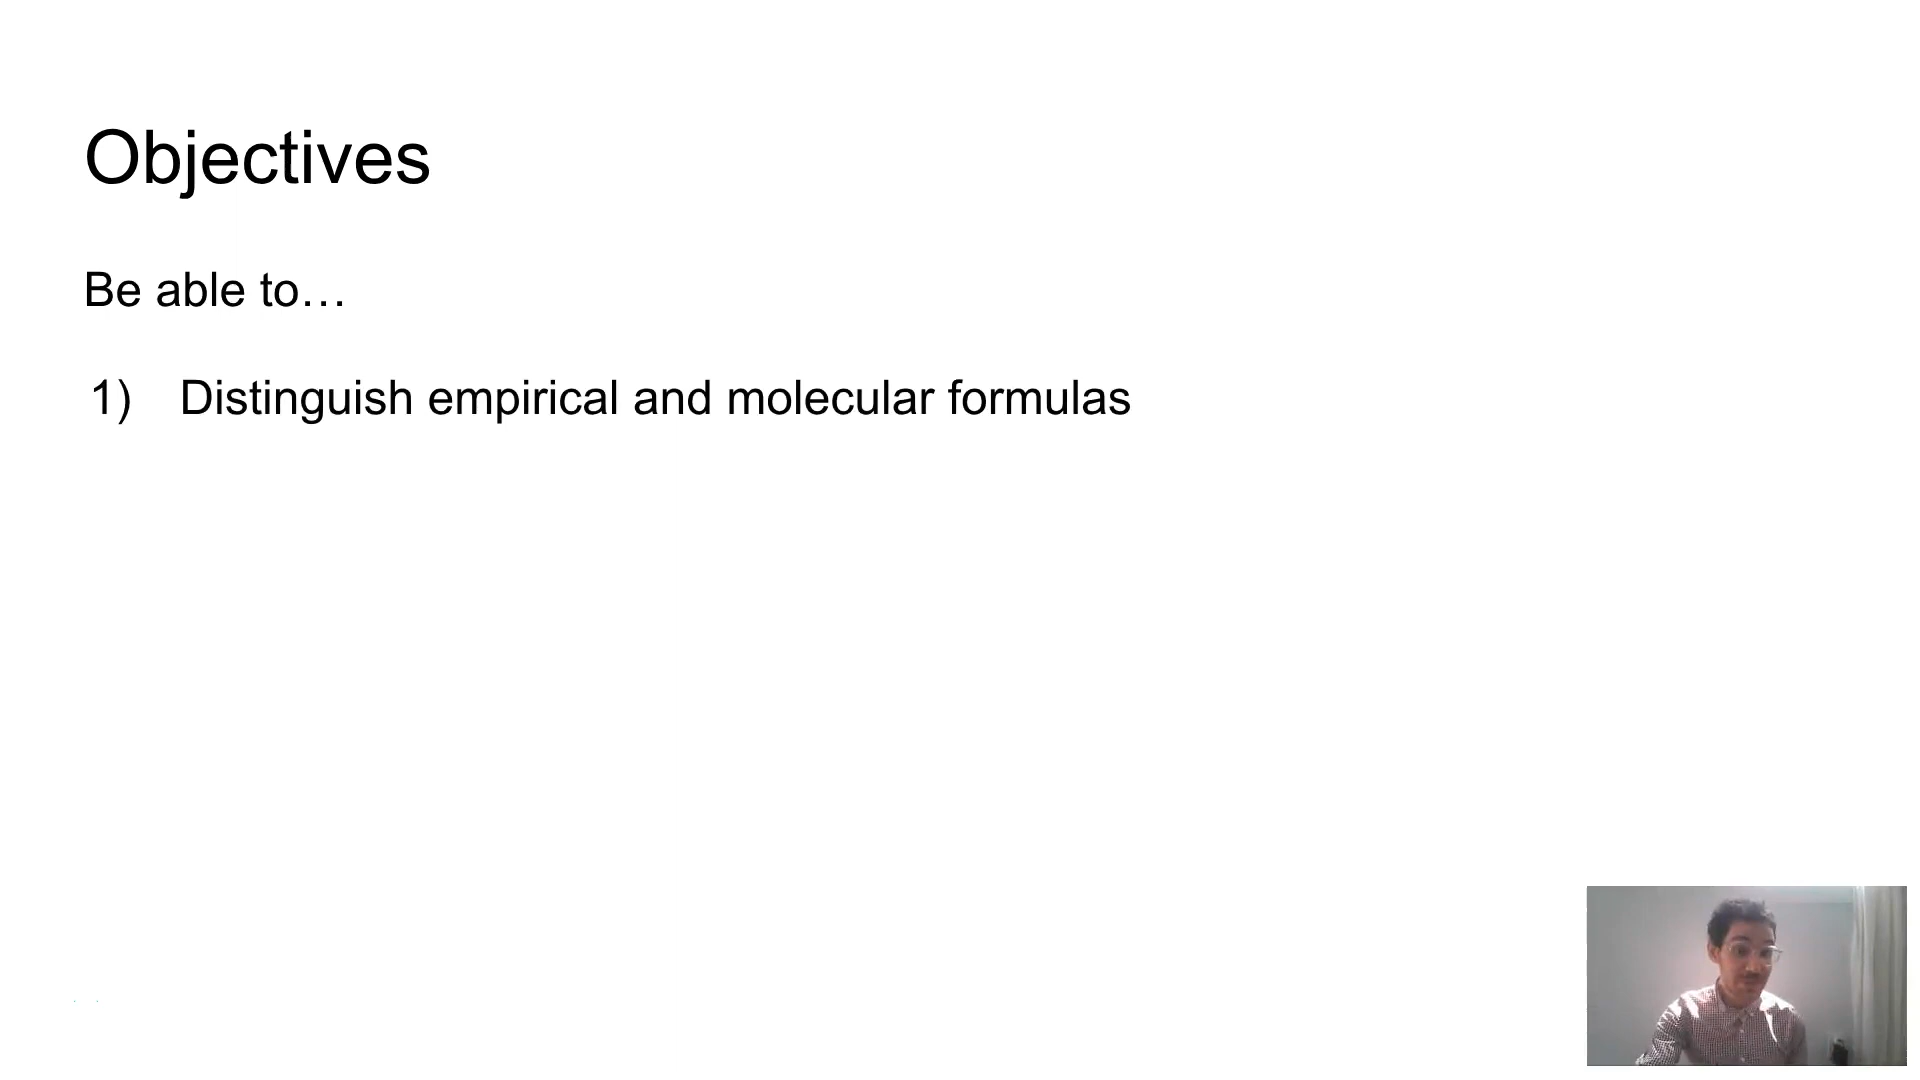 Objectives
Be able to…
1) Distinguish empirical and molecular formulas